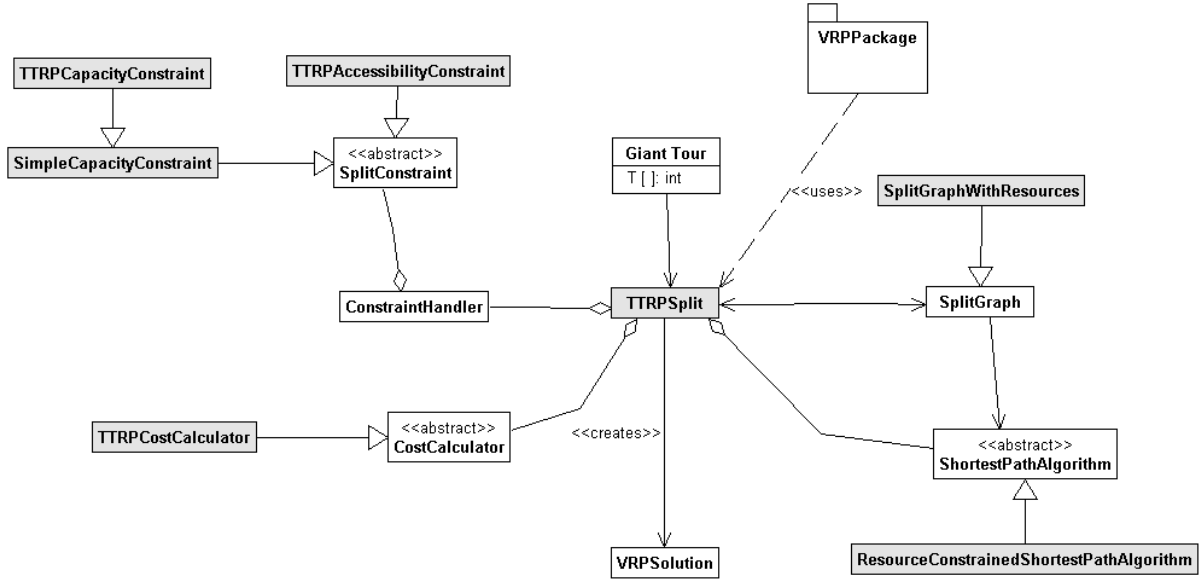 VRPPackage
TTRPCapacityConstraint
TTRPAccessibilityConstraint
SimpleCapacityConstraint
<<abstract>>
SplitConstraint
Giant Tour
T [ ]: int
<<uses>>
SplitGraphWithResources
ConstraintHandler
TTRPSplit
SplitGraph
TTRPCostCalculator
<<abstract>>
CostCalculator
<<creates>>
<<abstract>>
ShortestPathAlgorithm
VRPSolution
ResourceConstrainedShortestPathAlgorithm